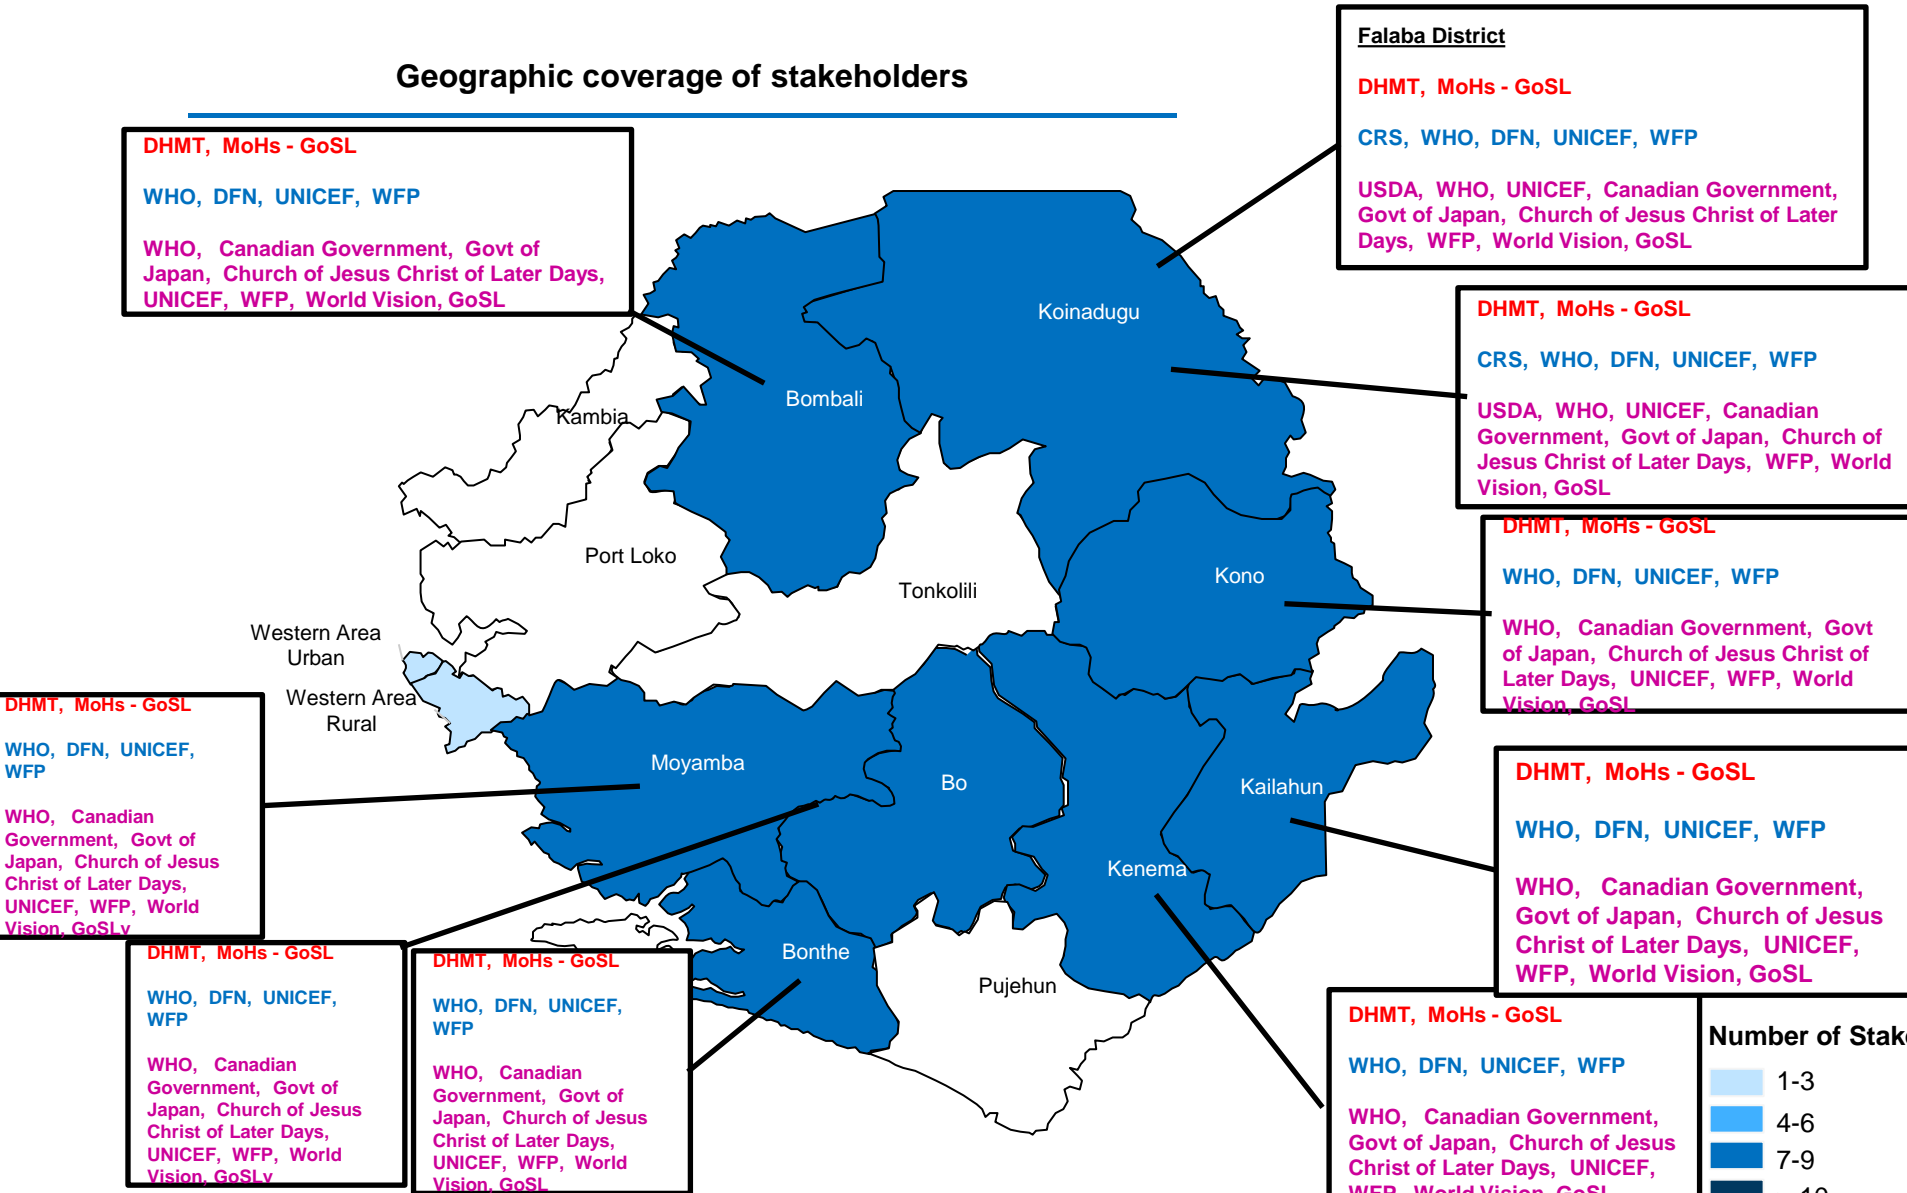 Geographic coverage of stakeholders
Falaba District
DHMT, MoHs - GoSL
CRS, WHO, DFN, UNICEF, WFP
USDA, WHO, UNICEF, Canadian Government,
Govt of Japan, Church of Jesus Christ of Later
Days, WFP, World Vision, GoSL
DHMT, MoHs - GoSL
WHO, DFN, UNICEF, WFP
WHO, Canadian Government, Govt of
Japan, Church of Jesus Christ of Later Days,
UNICEF, WFP, World Vision, GoSL
DHMT, MoHs - GoSL
CRS, WHO, DFN, UNICEF, WFP
USDA, WHO, UNICEF, Canadian
Government, Govt of Japan, Church of
Jesus Christ of Later Days, WFP, World
Vision, GoSL
DHMT, MoHs - GoSL
WHO, DFN, UNICEF, WFP
WHO, Canadian Government, Govt
of Japan, Church of Jesus Christ of
Later Days, UNICEF, WFP, World
Vision, GoSL
Koinadugu
Bombali
Kambia
Port Loko
Tonkolili
Kono
Western Area
Urban
Western Area
Rural
Moyamba
Bo
Kailahun
Kenema
Bonthe
Pujehun
DHMT, MoHs - GoSL
WHO, DFN, UNICEF,
WFP
WHO, Canadian
Government, Govt of
Japan, Church of Jesus
Christ of Later Days,
UNICEF, WFP, World
Vision, GoSLv
DHMT, MoHs - GoSL
WHO, DFN, UNICEF,
WFP
WHO, Canadian
Government, Govt of
Japan, Church of Jesus
Christ of Later Days,
UNICEF, WFP, World
Vision, GoSLv
DHMT, MoHs - GoSL
WHO, DFN, UNICEF,
WFP
WHO, Canadian
Government, Govt of
Japan, Church of Jesus
Christ of Later Days,
UNICEF, WFP, World
Vision, GoSL
DHMT, MoHs - GoSL
WHO, DFN, UNICEF, WFP
WHO, Canadian Government,
Govt of Japan, Church of Jesus
Christ of Later Days, UNICEF,
WFP, World Vision, GoSL
DHMT, MoHs - GoSL
WHO, DFN, UNICEF, WFP
WHO, Canadian Government,
Govt of Japan, Church of Jesus
Christ of Later Days, UNICEF,
WFP, World Vision, GoSL
Number of Stak
1-3
4-6
7-9